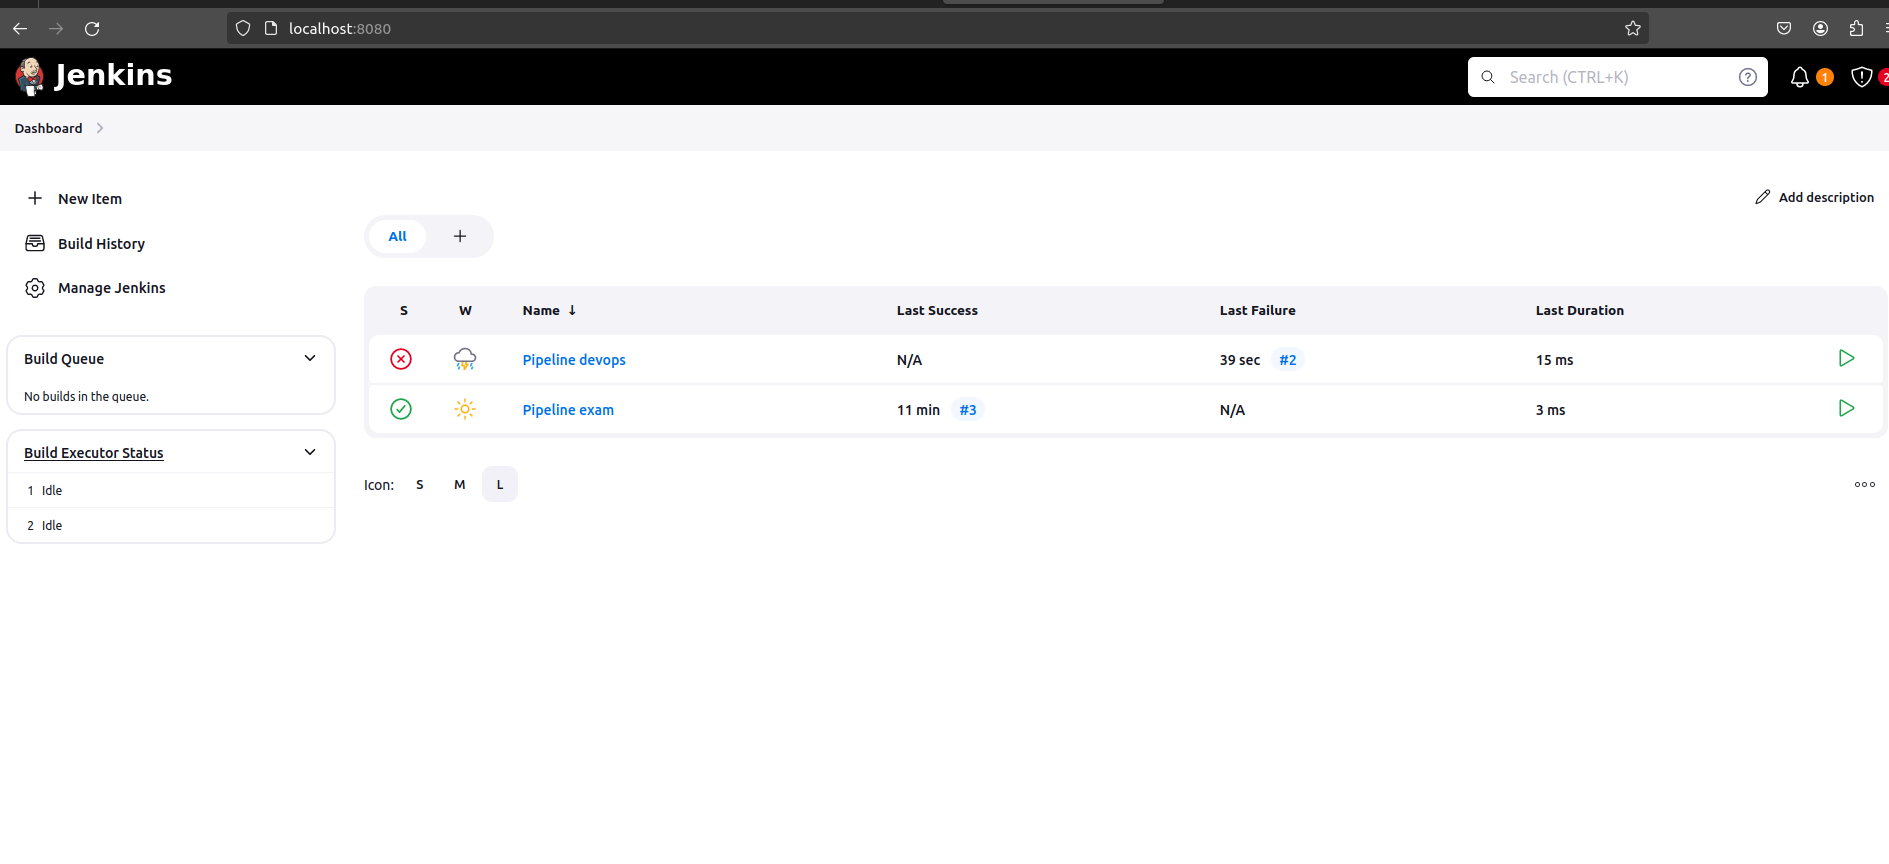 localhost:8080
Jenkins
Search (CTRL+K)
?
1
2
Dashboard
New Item
Build History
Manage Jenkins
Add description
All
Build Queue
No builds in the queue.
Build Executor Status
1 Idle
2 Idle
S W Name ↓ Last Success Last Failure Last Duration
Pipeline devops N/A 39 sec #2 15 ms
Pipeline exam 11 min #3 N/A 3 ms
Icon: S M L